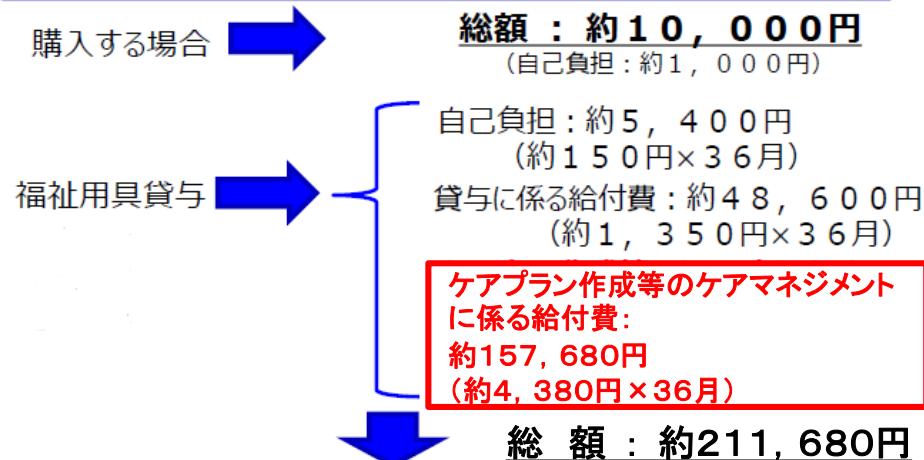 購入する場合
総額 : 約10, 000円
(自己負担:約1, 000円)
自己負担:約5, 400円
(約150円×36月)
福祉用具貸与
貸与に係る給付費:約48, 600円
(約1, 350円×36月)
ケアプラン作成等のケアマネジメント
に係る給付費:
約157, 680円
(約4, 380円×36月)
総 額 : 約211, 680円